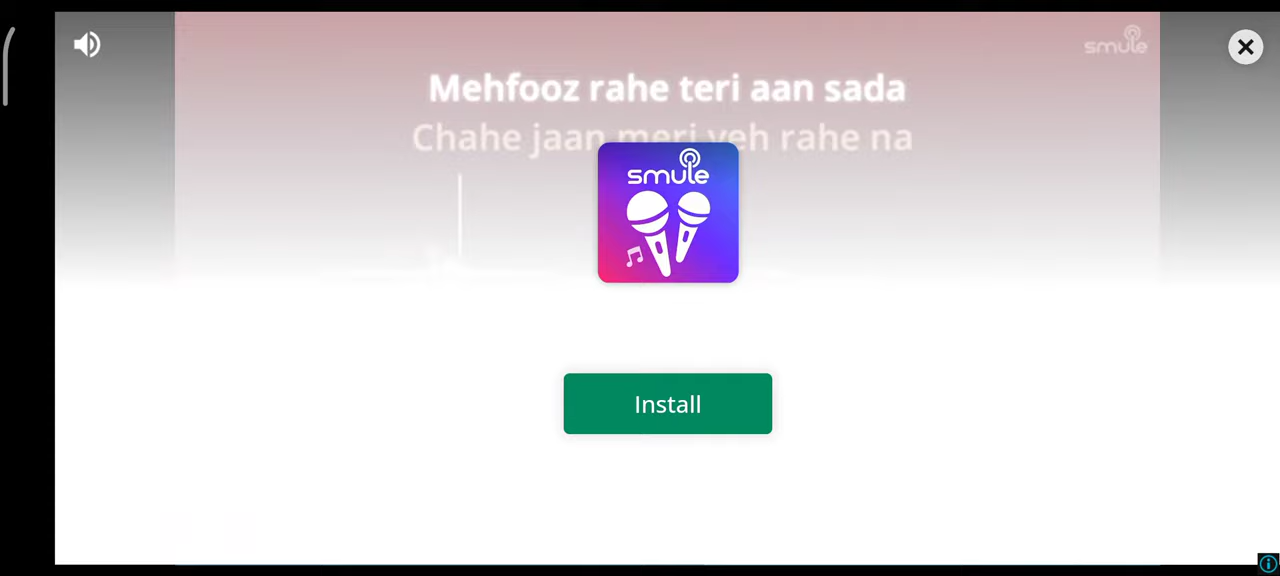 smule
Mehfooz rahe teri aan sada
Chahe jaan meri yeh rahe na
smule
Install